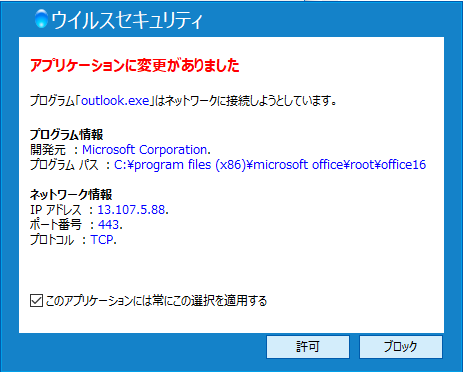 ウイルスセキュリティ
アプリケーションに変更がありました
プログラム「outlook.exe」はネットワークに接続しようとしています。
プログラム情報
開発元 : Microsoft Corporation.
プログラム パス : C:¥program files (x86)¥microsoft office¥root¥office16
ネットワーク情報
IP アドレス : 13.107.5.88.
ポート番号 : 443.
プロトコル : TCP.
このアプリケーションには常にこの選択を適用する
許可
ブロック